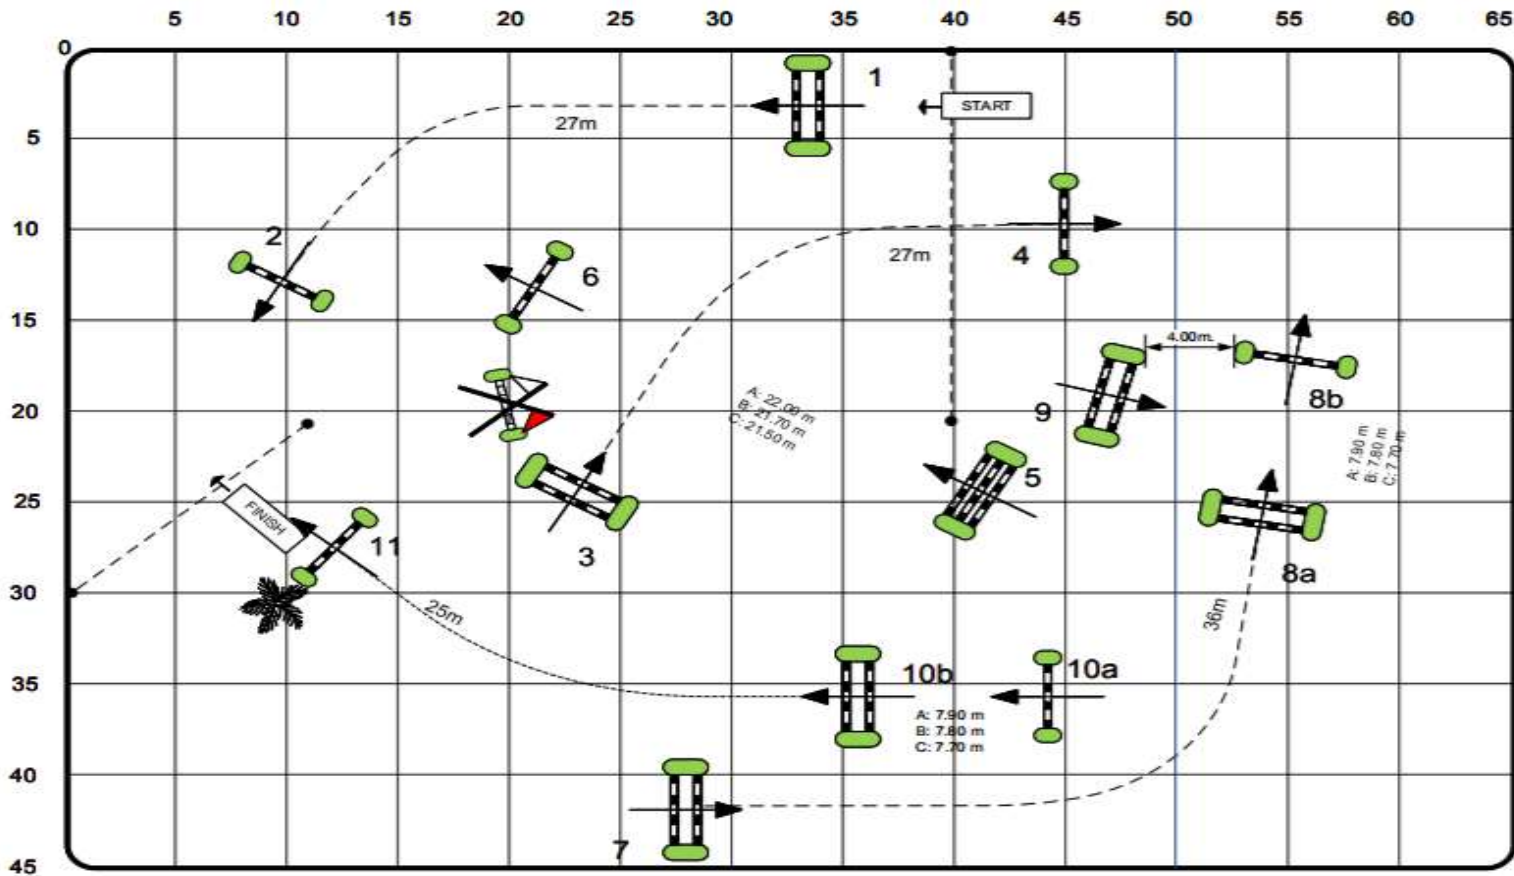 5 10 15 20 25 30 35 40 45 50 55 60 65
0
1
START
27m
5
10
2
27m
4
6
15
4.00m.
8b
9
A: 22.00 m
B: 21.70 m
C: 21.50 m
20
A: 7.90 m
B: 7.80 m
C: 7.70 m
5
25
FINISH
11
3
8a
30
25m
36m
10b
10a
35
A: 7.90 m
B: 7.80 m
C: 7.70 m
40
7
45